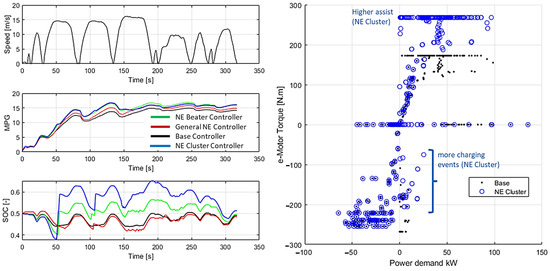 Speed [m/s]
15
10
5
0
0 50 100 150 200 250 300 350
Time [s]
MPG
20
15
10
5
0
NE Beater Controller
General NE Controller
Base Controller
NE Cluster Controller
0 50 100 150 200 250 300 350
Time [s]
SOC
0.6
0.5
0.4
0 50 100 150 200 250 300 350
Time [s]
e-Motor Torque [N.m]
300
200
100
0
-100
-200
-300
Higher assist
(NE Cluster)
more charging
events (NE Cluster)
Base
NE Cluster
-100 -50 0 50 100 150
Power demand kW